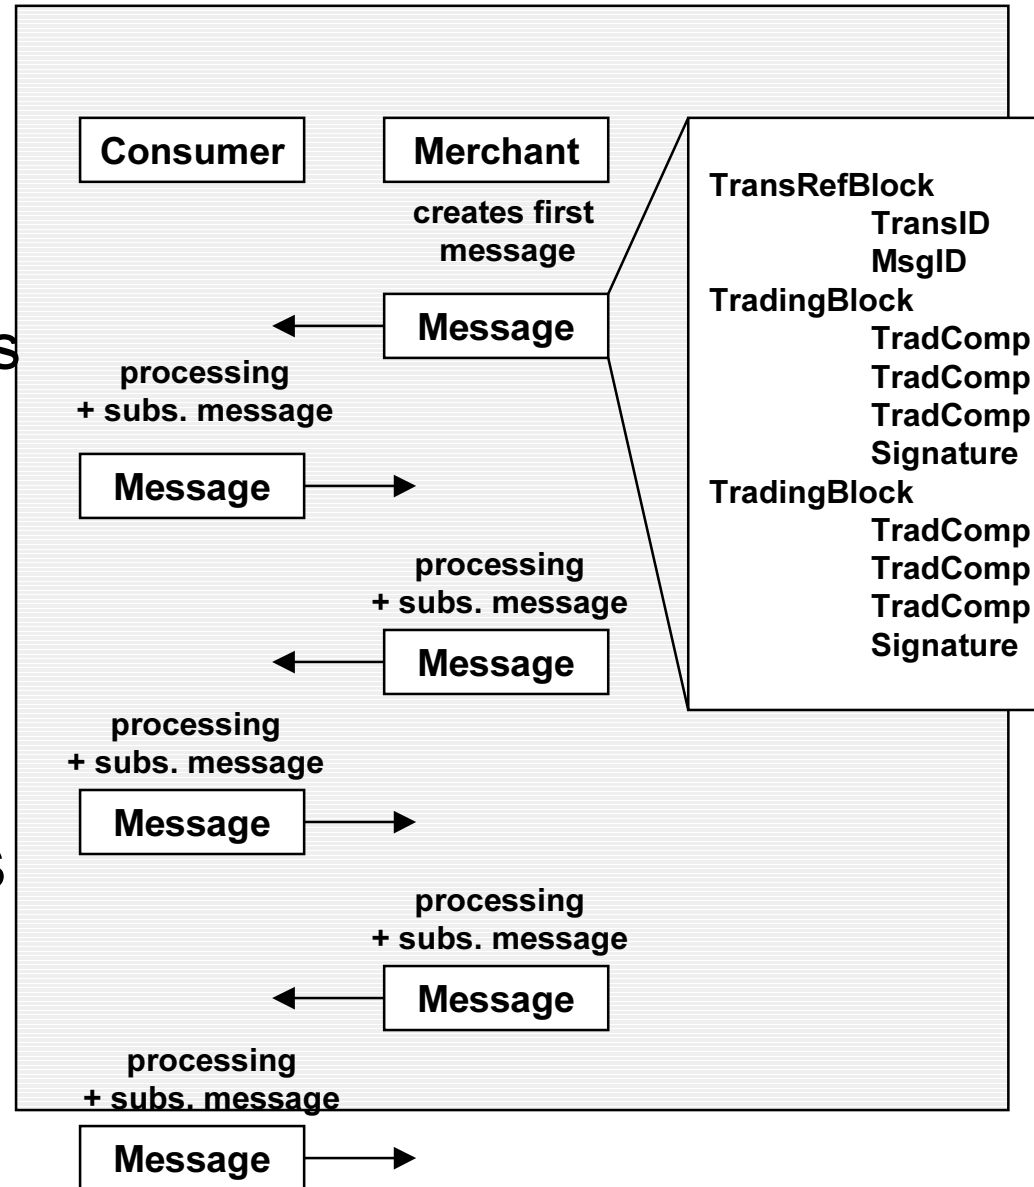 Consumer
Merchant
creates first
message
Message
TransRefBlock
TransID
MsgID
TradingBlock
TradComp
TradComp
TradComp
Signature
TradingBlock
TradComp
TradComp
TradComp
Signature
s
processing
+ subs. message
Message
processing
+ subs. message
Message
processing
+ subs. message
Message
s
processing
+ subs. message
Message
processing
+ subs. message
Message